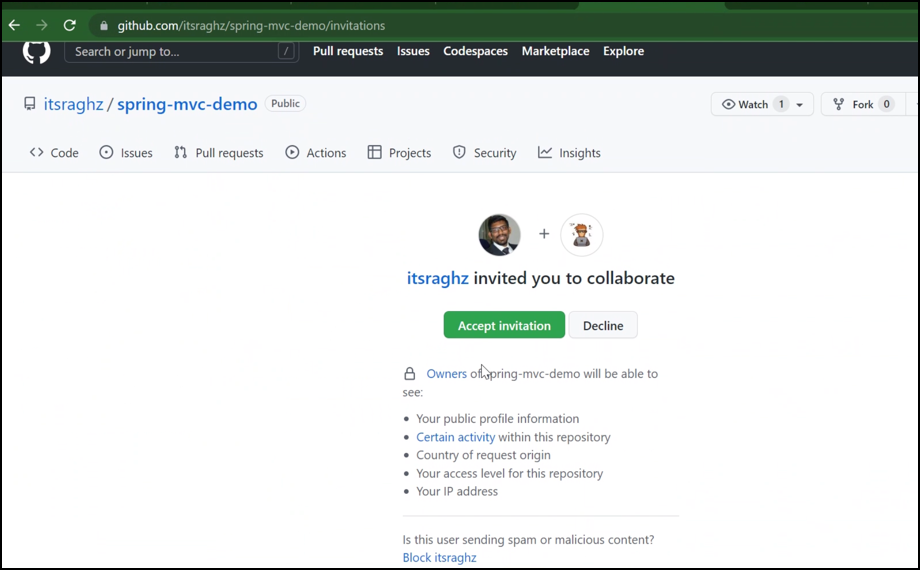 github.com/itsraghz/spring-mvc-demo/invitations
Search or jump to... / Pull requests Issues Codespaces Marketplace Explore
itsraghz / spring-mvc-demo Public Watch 1 Fork 0
Code Issues Pull requests Actions Projects Security Insights
+
itsraghz invited you to collaborate
Accept invitation Decline
Owners of spring-mvc-demo will be able to
see:
• Your public profile information
• Certain activity within this repository
• Country of request origin
• Your access level for this repository
• Your IP address
Is this user sending spam or malicious content?
Block itsraghz